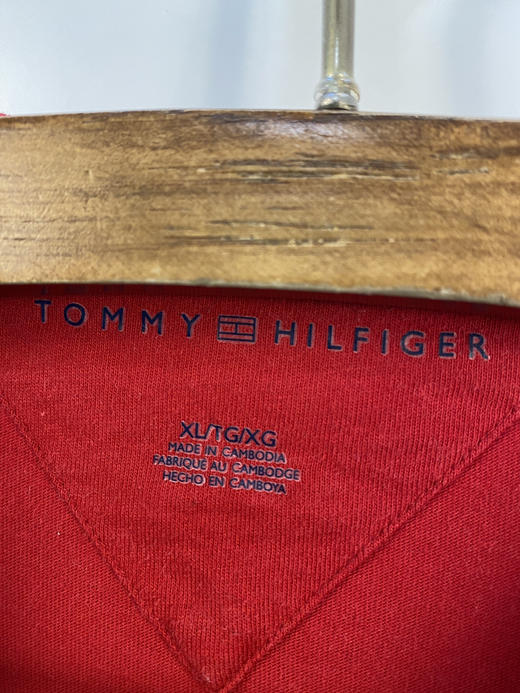 TOMMY HILFIGER
XL/TG/XG
MADE IN CAMBODIA
FABRIQUE AU CAMBODGE
HECHO EN CAMBOYA